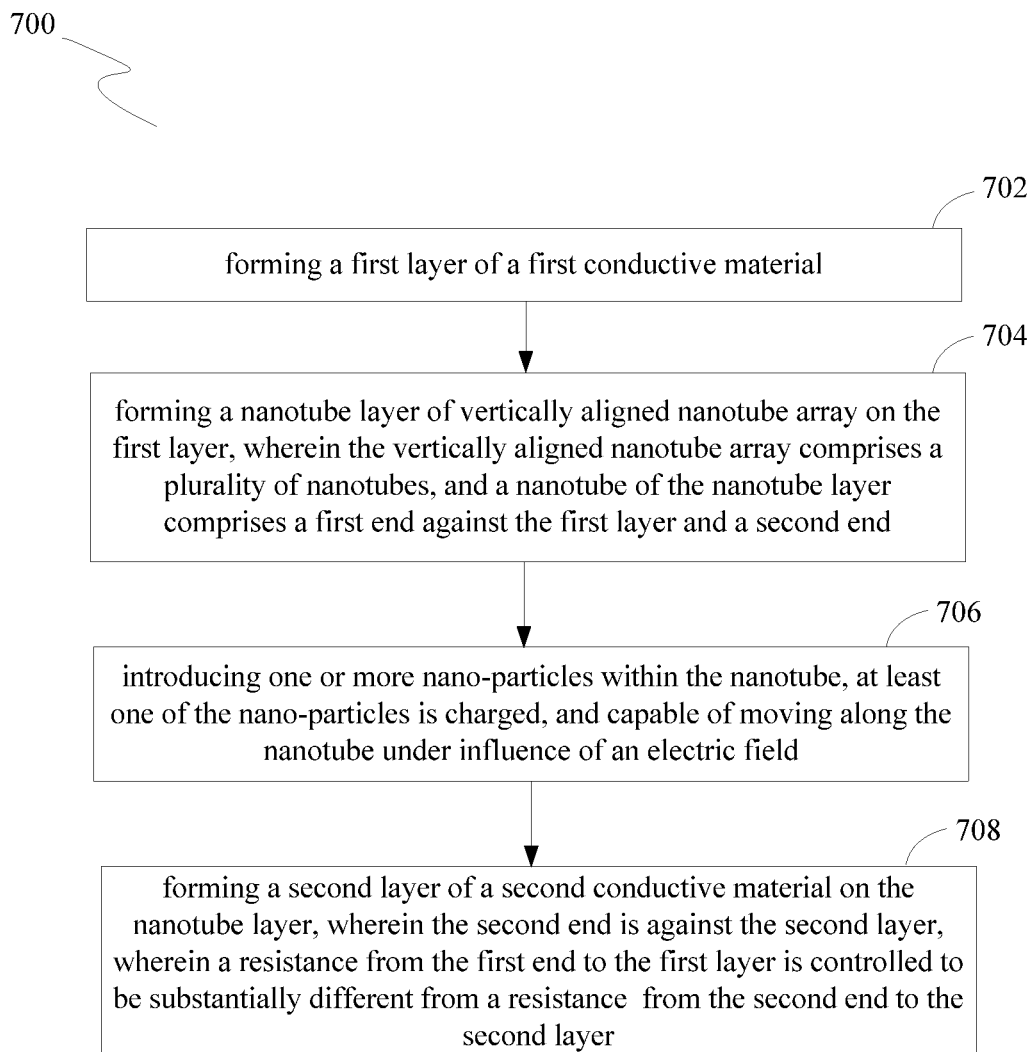 700
702
forming a first layer of a first conductive material
704
forming a nanotube layer of vertically aligned nanotube array on the
first layer, wherein the vertically aligned nanotube array comprises a
plurality of nanotubes, and a nanotube of the nanotube layer
comprises a first end against the first layer and a second end
706
introducing one or more nano-particles within the nanotube, at least
one of the nano-particles is charged, and capable of moving along the
nanotube under influence of an electric field
708
forming a second layer of a second conductive material on the
nanotube layer, wherein the second end is against the second layer,
wherein a resistance from the first end to the first layer is controlled to
be substantially different from a resistance from the second end to the
second layer